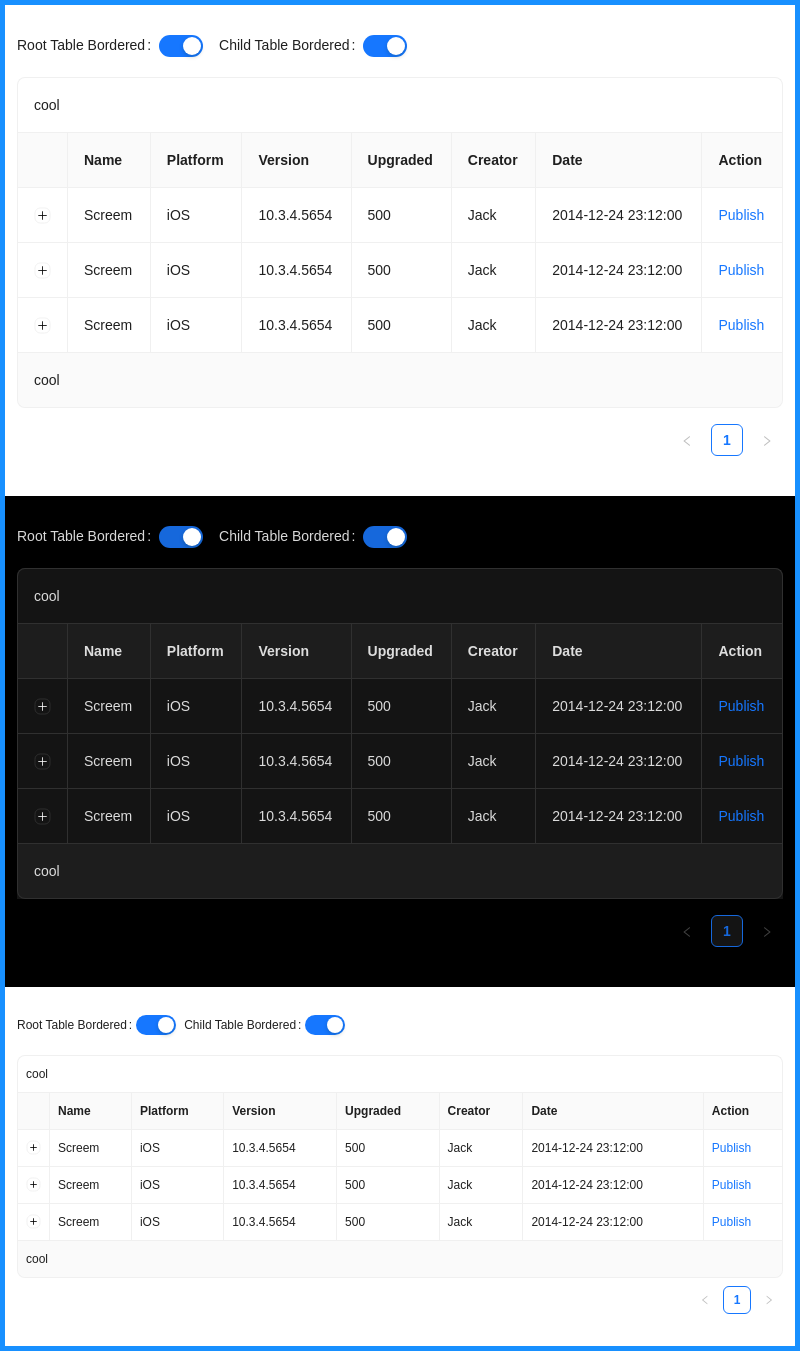 Root Table Bordered: Child Table Bordered:
cool
Name Platform Version Upgraded Creator Date Action
Screem iOS 10.3.4.5654 500 Jack 2014-12-24 23:12:00 Publish
Screem iOS 10.3.4.5654 500 Jack 2014-12-24 23:12:00 Publish
Screem iOS 10.3.4.5654 500 Jack 2014-12-24 23:12:00 Publish
cool
1
Root Table Bordered: Child Table Bordered:
cool
Name Platform Version Upgraded Creator Date Action
Screem iOS 10.3.4.5654 500 Jack 2014-12-24 23:12:00 Publish
Screem iOS 10.3.4.5654 500 Jack 2014-12-24 23:12:00 Publish
Screem iOS 10.3.4.5654 500 Jack 2014-12-24 23:12:00 Publish
cool
1
Root Table Bordered: Child Table Bordered:
cool
Name Platform Version Upgraded Creator Date Action
Screem iOS 10.3.4.5654 500 Jack 2014-12-24 23:12:00 Publish
Screem iOS 10.3.4.5654 500 Jack 2014-12-24 23:12:00 Publish
Screem iOS 10.3.4.5654 500 Jack 2014-12-24 23:12:00 Publish
cool
1